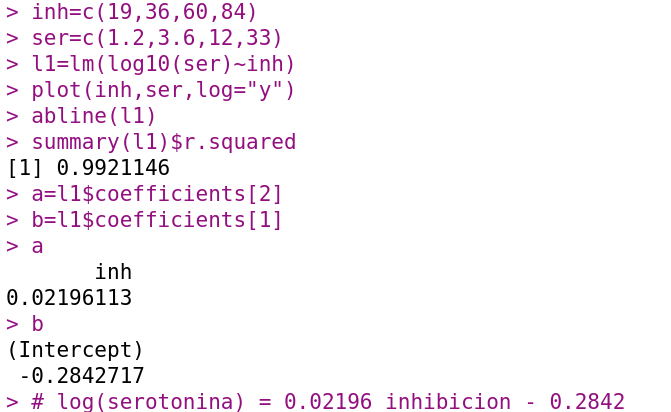 > inh=c(19,36,60,84)
> ser=c(1.2,3.6,12,33)
> l1=lm(log10(ser)~inh)
> plot(inh,ser,log="y")
> abline(l1)
> summary(l1)$r.squared
[1] 0.9921146
> a=l1$coefficients[2]
> b=l1$coefficients[1]
> a
       inh
0.02196113
> b
(Intercept)
 -0.2842717
> # log(serotonina) = 0.02196 inhibicion - 0.2842